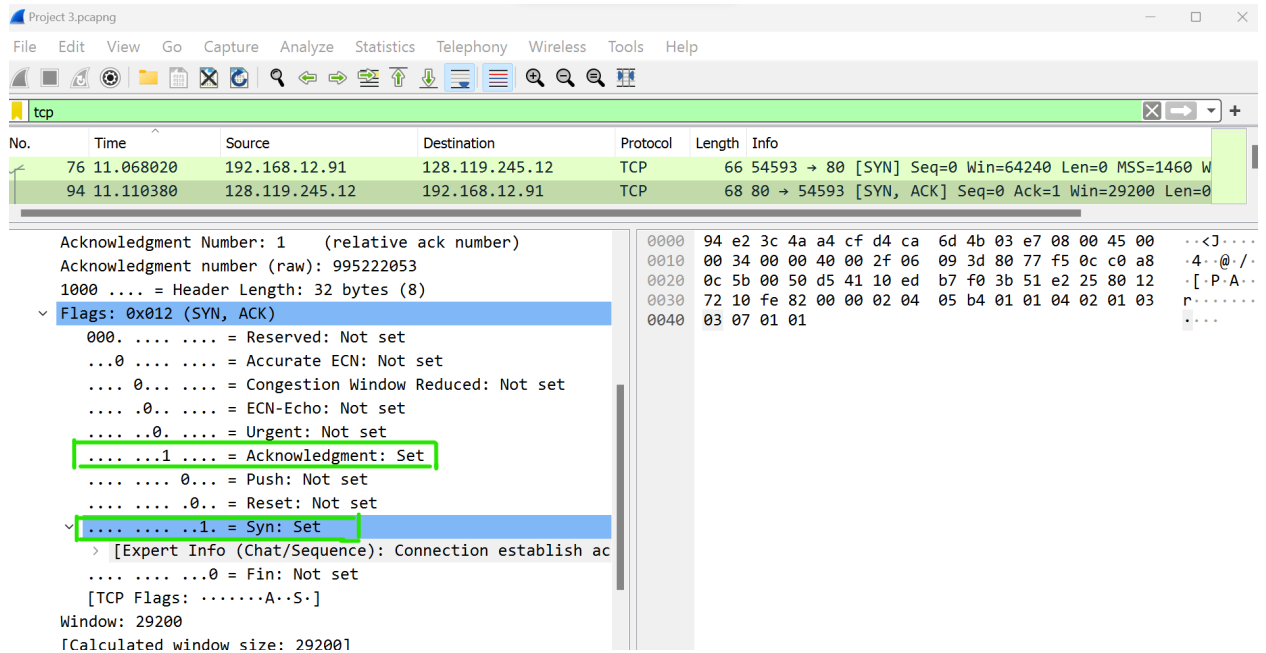 Project 3.pcapng
File Edit View Go Capture Analyze Statistics Telephony Wireless Tools Help
tcp
No. Time Source Destination Protocol Length Info
76 11.068020 192.168.12.91 128.119.245.12 TCP 66 54593 → 80 [SYN] Seq=0 Win=64240 Len=0 MSS=1460 W
94 11.110380 128.119.245.12 192.168.12.91 TCP 68 80 → 54593 [SYN, ACK] Seq=0 Ack=1 Win=29200 Len=0
Acknowledgment Number: 1 (relative ack number)
Acknowledgment number (raw): 995222053
1000 .... = Header Length: 32 bytes (8)
Flags: 0x012 (SYN, ACK)
000. .... .... = Reserved: Not set
...0 .... .... = Accurate ECN: Not set
.... 0... .... = Congestion Window Reduced: Not set
.... .0.. .... = ECN-Echo: Not set
.... ..0. .... = Urgent: Not set
.... ...1 .... = Acknowledgment: Set
.... .... 0... = Push: Not set
.... .... .0.. = Reset: Not set
.... .... ..1. = Syn: Set
[Expert Info (Chat/Sequence): Connection establish ac
.... .... ...0 = Fin: Not set
[TCP Flags: ·······A··S·]
Window: 29200
[Calculated window size: 29200]
0000 94 e2 3c 4a a4 cf d4 ca 6d 4b 03 e7 08 00 45 00 ··<J····
0010 00 34 00 00 40 00 2f 06 09 3d 80 77 f5 0c c0 a8 ·4··@·/·
0020 0c 5b 00 50 d5 41 10 ed b7 f0 3b 51 e2 25 80 12 ·[·P·A··
0030 72 10 fe 82 00 00 02 04 05 b4 01 01 04 02 01 03 r·······
0040 03 07 01 01 ····